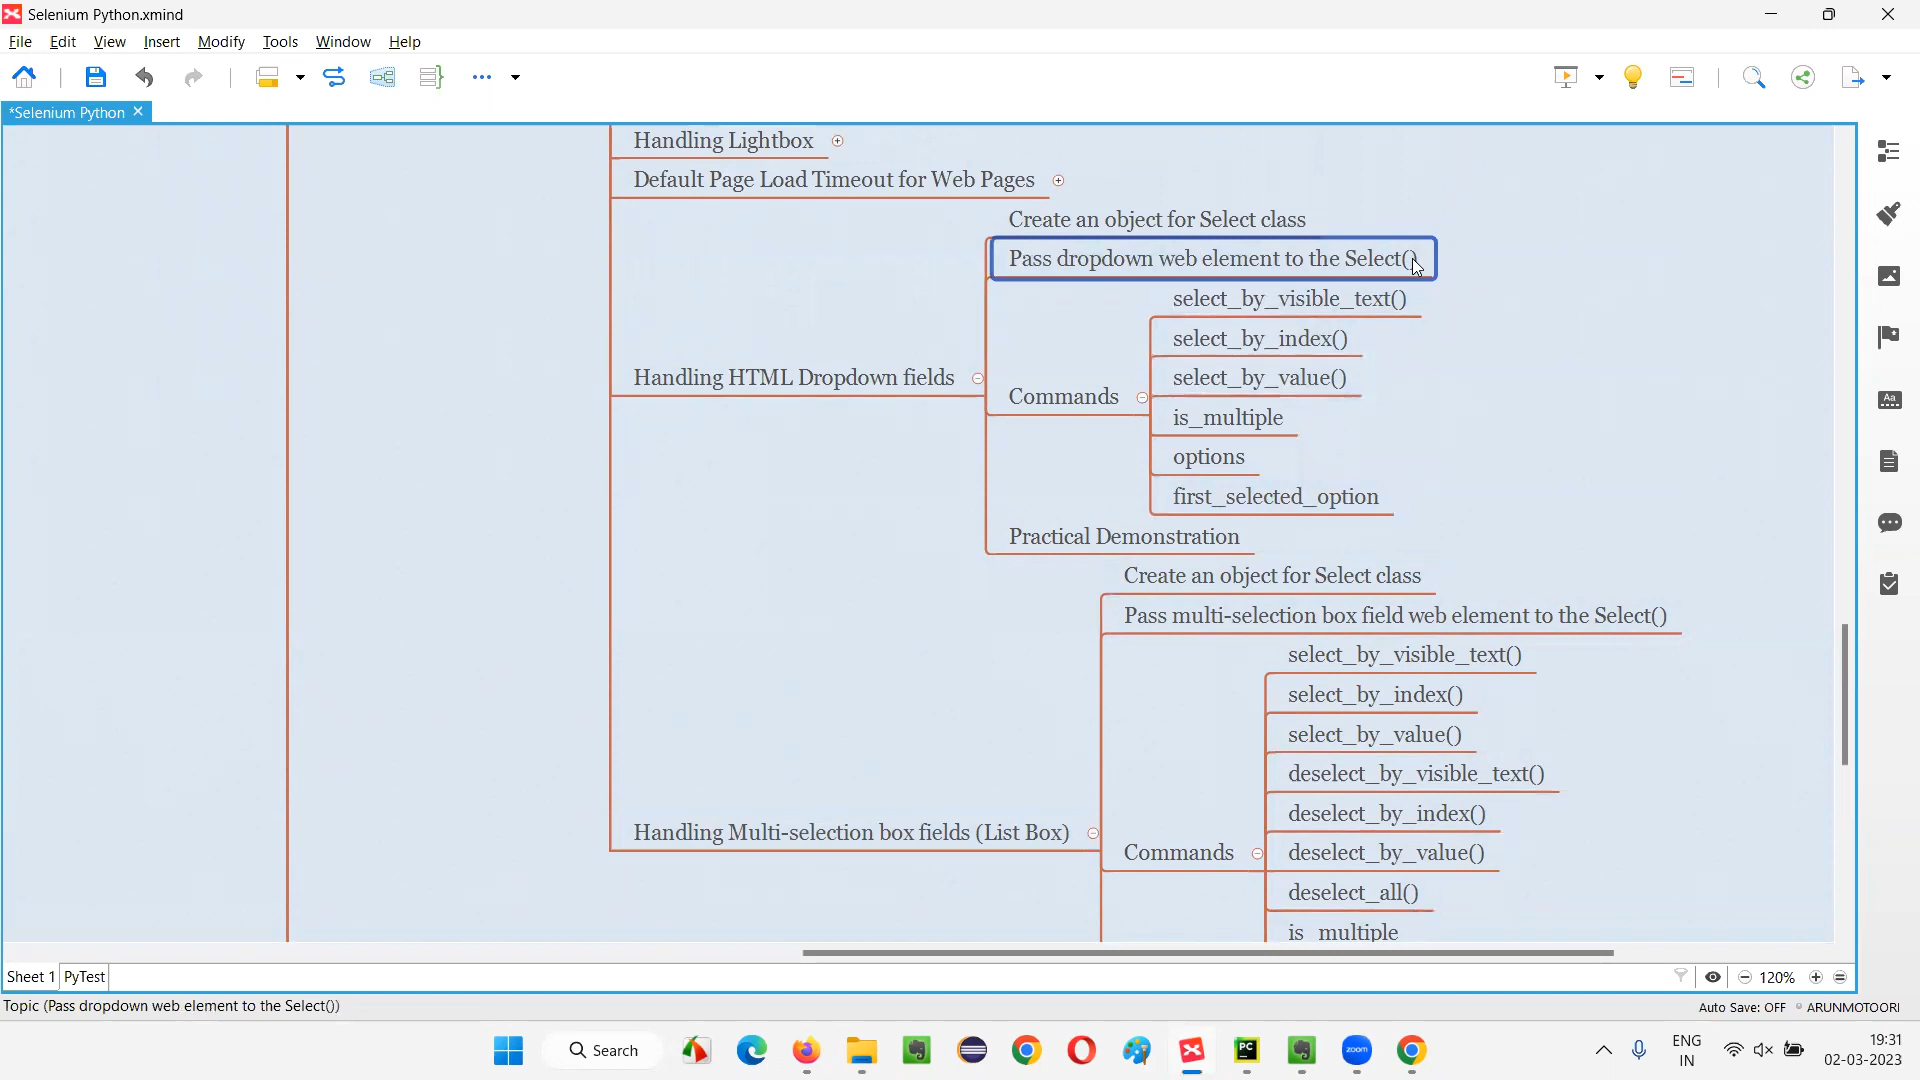 Selenium Python.xmind
File Edit View Insert Modify Tools Window Help
*Selenium Python
Handling Lightbox
Default Page Load Timeout for Web Pages
Create an object for Select class
Pass dropdown web element to the Select()
select_by_visible_text()
select_by_index()
Handling HTML Dropdown fields
select_by_value()
Commands
is_multiple
options
first_selected_option
Practical Demonstration
Create an object for Select class
Pass multi-selection box field web element to the Select()
select_by_visible_text()
select_by_index()
select_by_value()
deselect_by_visible_text()
deselect_by_index()
Handling Multi-selection box fields (List Box)
Commands
deselect_by_value()
deselect_all()
is_multiple
Sheet 1 PyTest
120%
Topic (Pass dropdown web element to the Select())
Auto Save: OFF ARUNMOTOORI
Search
zoom
ENG
IN
19:31
02-03-2023